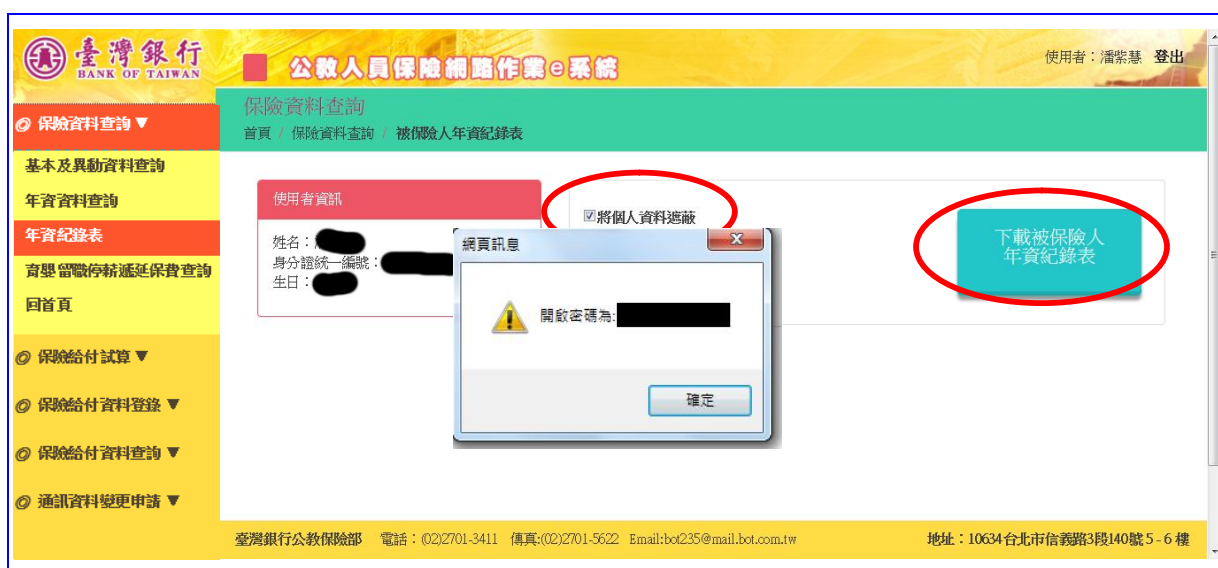 臺灣銀行
BANK OF TAIWAN
公教人員保險網路作業e系統
使用者：潘紫慧 登出
保險資料查詢▼
基本及異動資料查詢
年資資料查詢
年資紀錄表
育嬰留職停薪遞延保費查詢
回首頁
保險給付試算▼
保險給付資料登錄▼
保險給付資料查詢▼
通訊資料變更申請▼
保險資料查詢
首頁 / 保險資料查詢 / 被保險人年資紀錄表
使用者資訊
姓名：
身分證統一編號：
生日：
將個人資料遮蔽
下載被保險人
年資紀錄表
網頁訊息
開啟密碼為:
確定
臺灣銀行公教保險部 電話：(02)2701-3411 傳真:(02)2701-5622 Email:bot235@mail.bot.com.tw
地址：10634台北市信義路3段140號5-6樓